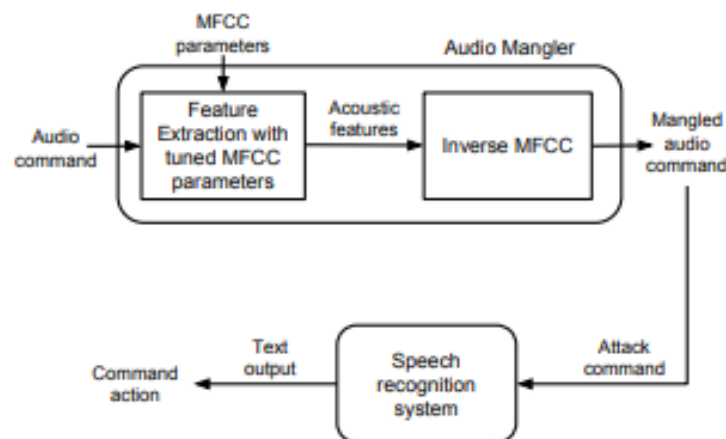 MFCC
parameters
Audio Mangler
Audio
command
Feature
Extraction with
tuned MFCC
parameters
Acoustic
features
Inverse MFCC
Mangled
audio
command
Attack
command
Speech
recognition
system
Text
output
Command
action